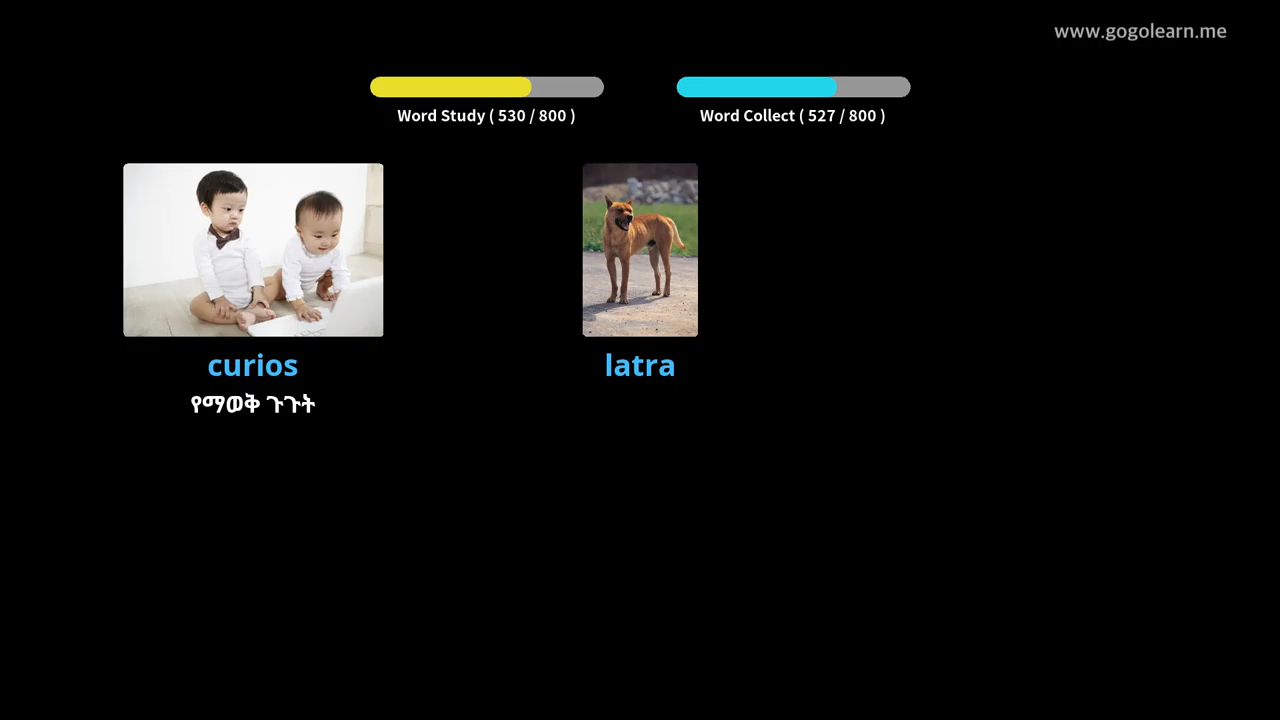 www.gogolearn.me
Word Study ( 530 / 800 )
Word Collect ( 527 / 800 )
curios
latra
የማወቅ ጉጉት